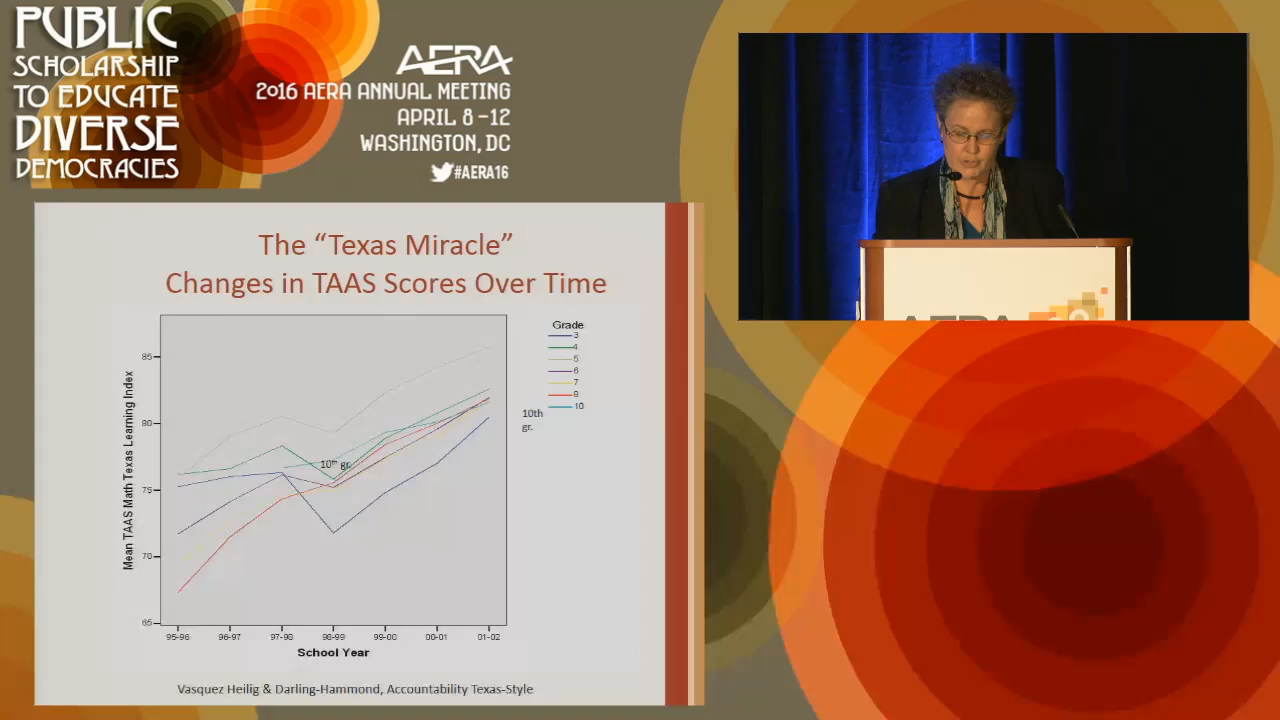 PUBLIC
SCHOLARSHIP
TO EDUCATE
DIVERSE
DEMOCRACIES
AERA
2016 AERA ANNUAL MEETING
APRIL 8 – 12
WASHINGTON, DC
#AERA16
The “Texas Miracle”
Changes in TAAS Scores Over Time
Grade
3
4
5
6
7
8
10
10th
gr.
10th gr.
Mean TAAS Math Texas Learning Index
85
80
75
70
65
95-96
96-97
97-98
98-99
99-00
00-01
01-02
School Year
Vasquez Heilig & Darling-Hammond, Accountability Texas-Style
AERA